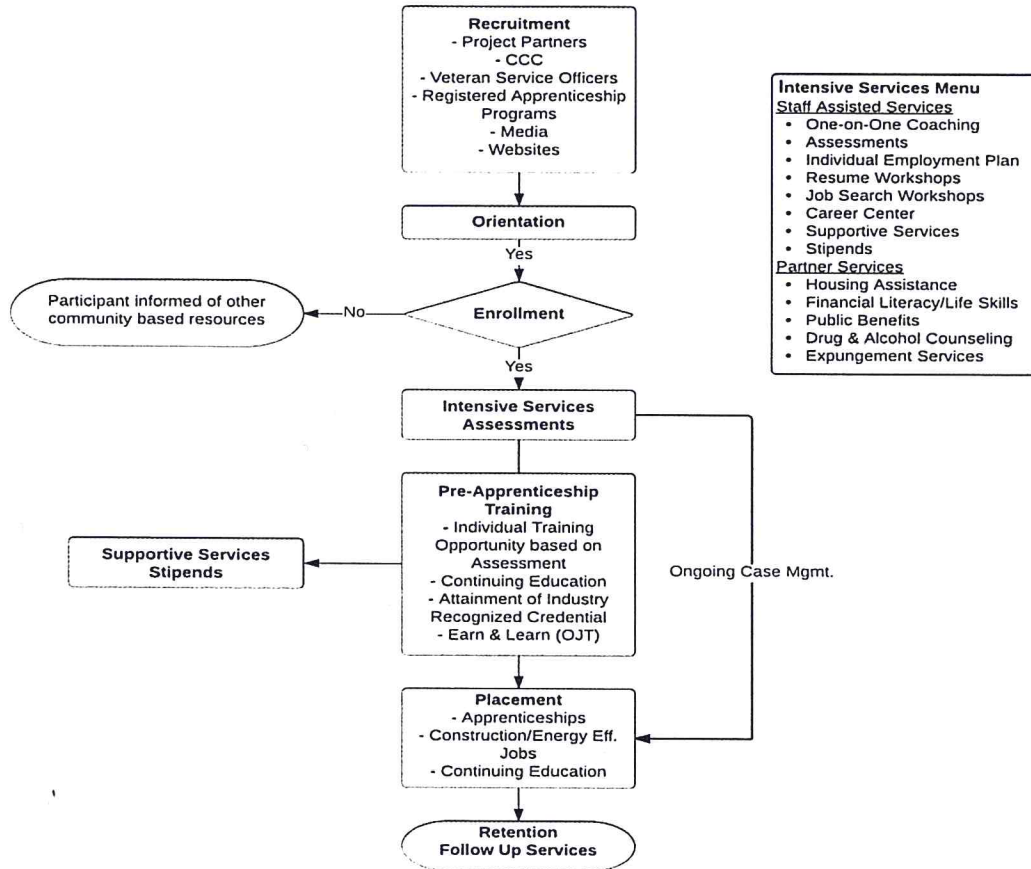 Recruitment
- Project Partners
- CCC
- Veteran Service Officers
- Registered Apprenticeship
Programs
- Media
- Websites
Intensive Services Menu
Staff Assisted Services
• One-on-One Coaching
• Assessments
• Individual Employment Plan
• Resume Workshops
• Job Search Workshops
• Career Center
• Supportive Services
• Stipends
Partner Services
• Housing Assistance
• Financial Literacy/Life Skills
• Public Benefits
• Drug & Alcohol Counseling
• Expungement Services
Orientation
Yes
Participant informed of other
community based resources
No
Enrollment
Yes
Intensive Services
Assessments
Pre-Apprenticeship
Training
- Individual Training
Opportunity based on
Assessment
- Continuing Education
- Attainment of Industry
Recognized Credential
- Earn & Learn (OJT)
Supportive Services
Stipends
Ongoing Case Mgmt.
Placement
- Apprenticeships
- Construction/Energy Eff.
Jobs
- Continuing Education
Retention
Follow Up Services